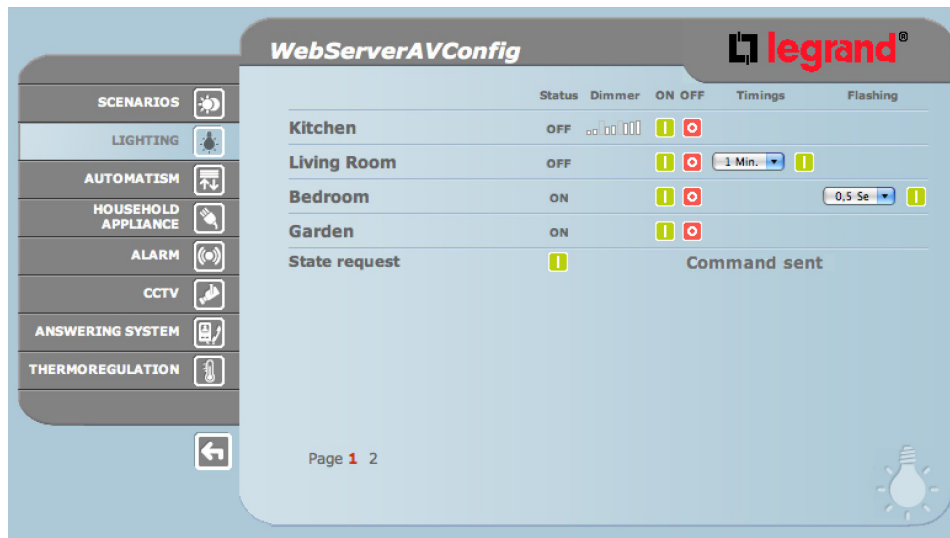 WebServerAVConfig
legrand®
SCENARIOS
LIGHTING
AUTOMATISM
HOUSEHOLD
APPLIANCE
ALARM
CCTV
ANSWERING SYSTEM
THERMOREGULATION
Status Dimmer ON OFF Timings Flashing
Kitchen OFF
Living Room OFF 1 Min.
Bedroom ON 0,5 Se
Garden ON
State request Command sent
Page 1 2